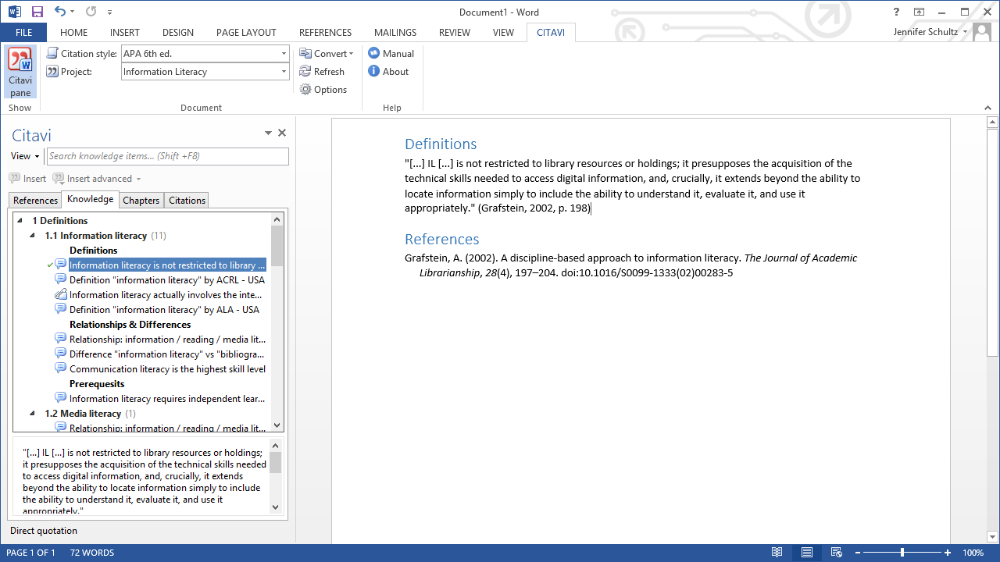 Document1 - Word
FILE HOME INSERT DESIGN PAGE LAYOUT REFERENCES MAILINGS REVIEW VIEW CITAVI Jennifer Schultz
Citavi
pane
Show
Citation style: APA 6th ed.
Project: Information Literacy
Document
Convert
Refresh
Options
Manual
About
Help
Citavi
View Search knowledge items... (Shift +F8)
Insert Insert advanced
References Knowledge Chapters Citations
1 Definitions
1.1 Information literacy (11)
Definitions
Information literacy is not restricted to library ...
Definition "information literacy" by ACRL - USA
Information literacy actually involves the inte...
Definition "information literacy" by ALA - USA
Relationships & Differences
Relationship: information / reading / media lit...
Difference "information literacy" vs "bibliogra...
Communication literacy is the highest skill level
Prerequesits
Information literacy requires independent lear...
1.2 Media literacy (1)
Relationship: information / reading / media lit...
"[...] IL [...] is not restricted to library resources or holdings;
it presupposes the acquisition of the technical skills needed
to access digital information, and, crucially, it extends
beyond the ability to locate information simply to include
the ability to understand it, evaluate it, and use it
appropriately."
Direct quotation
Definitions
"[...] IL [...] is not restricted to library resources or holdings; it presupposes the acquisition of the
technical skills needed to access digital information, and, crucially, it extends beyond the ability to
locate information simply to include the ability to understand it, evaluate it, and use it
appropriately." (Grafstein, 2002, p. 198)
References
Grafstein, A. (2002). A discipline-based approach to information literacy. The Journal of Academic
Librarianship, 28(4), 197–204. doi:10.1016/S0099-1333(02)00283-5
PAGE 1 OF 1 72 WORDS 100%